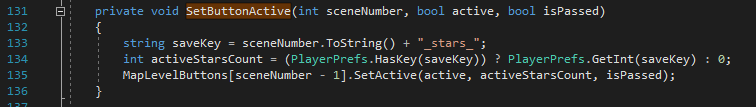 131 private void SetButtonActive(int sceneNumber, bool active, bool isPassed)
132 {
133 string saveKey = sceneNumber.ToString() + "_stars_";
134 int activeStarsCount = (PlayerPrefs.HasKey(saveKey)) ? PlayerPrefs.GetInt(saveKey) : 0;
135 MapLevelButtons[sceneNumber - 1].SetActive(active, activeStarsCount, isPassed);
136 }